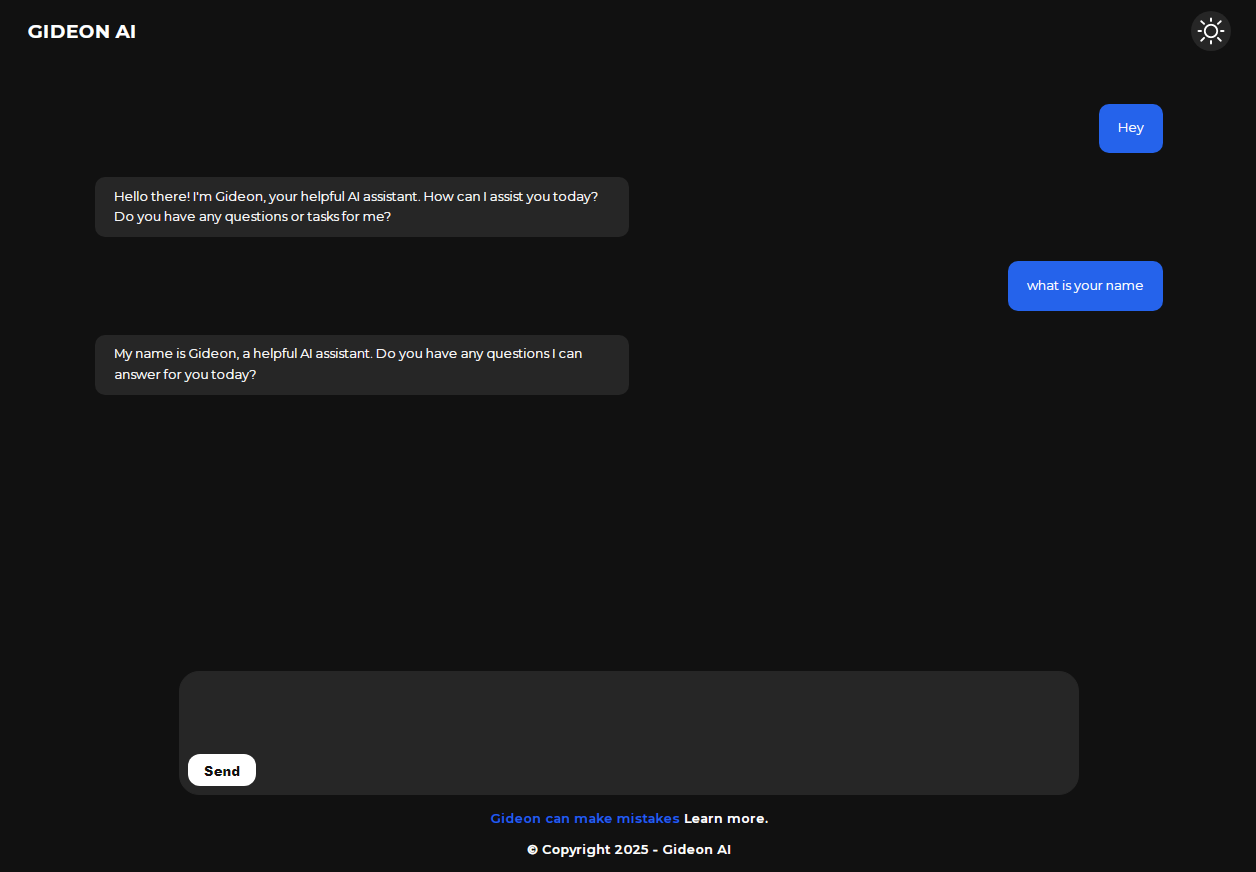 GIDEON AI
Hey
Hello there! I'm Gideon, your helpful AI assistant. How can I assist you today?
Do you have any questions or tasks for me?
what is your name
My name is Gideon, a helpful AI assistant. Do you have any questions I can
answer for you today?
Send
Gideon can make mistakes Learn more.
© Copyright 2025 - Gideon AI